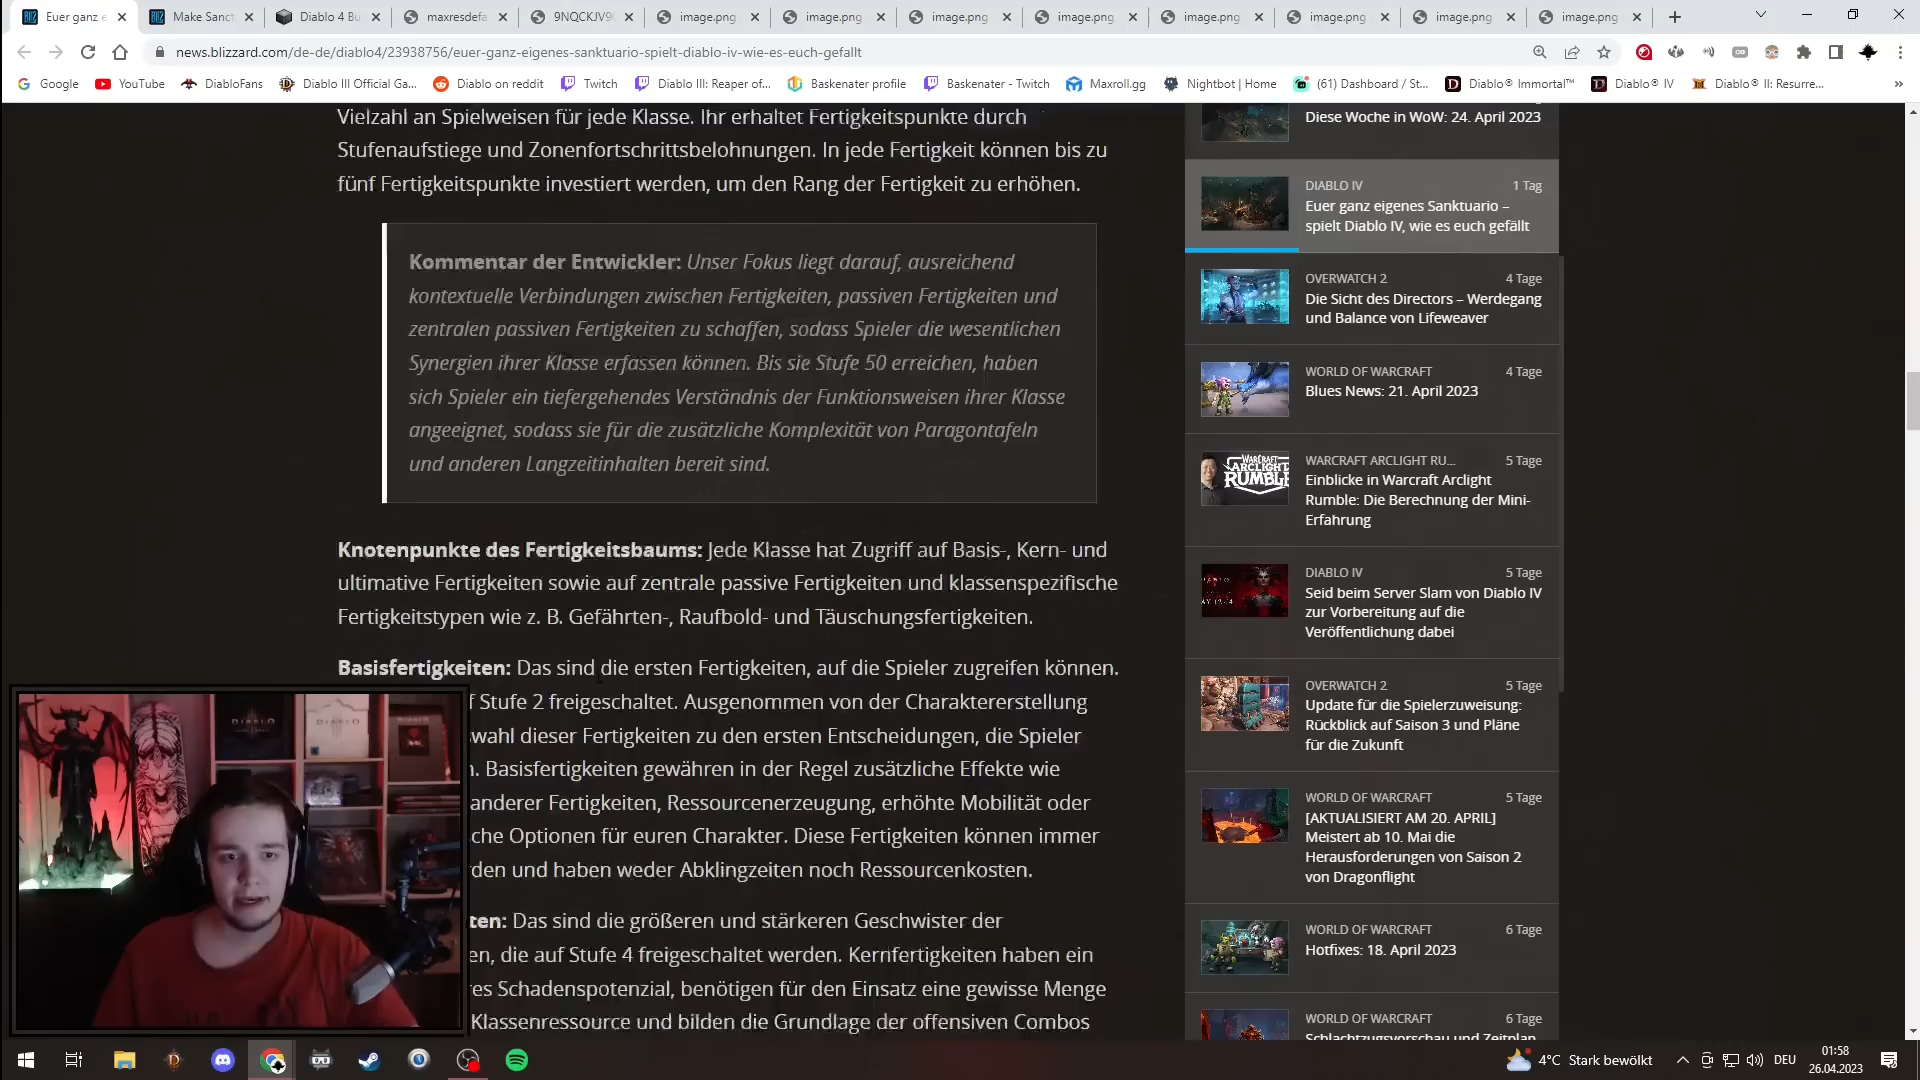 Euer ganz e
Make Sanct
Diablo 4 Bu
maxresdefa
9NQCKJV9
image.png
image.png
image.png
image.png
image.png
image.png
image.png
image.png
news.blizzard.com/de-de/diablo4/23938756/euer-ganz-eigenes-sanktuario-spielt-diablo-iv-wie-es-euch-gefallt
Google
YouTube
DiabloFans
Diablo III Official Ga...
Diablo on reddit
Twitch
Diablo III: Reaper of...
Baskenater profile
Baskenater - Twitch
Maxroll.gg
Nightbot | Home
(61) Dashboard / St...
Diablo® Immortal™
Diablo® IV
Diablo® II: Resurre...
Vielzahl an Spielweisen für jede Klasse. Ihr erhaltet Fertigkeitspunkte durch
Stufenaufstiege und Zonenfortschrittsbelohnungen. In jede Fertigkeit können bis zu
fünf Fertigkeitspunkte investiert werden, um den Rang der Fertigkeit zu erhöhen.
Kommentar der Entwickler: Unser Fokus liegt darauf, ausreichend
kontextuelle Verbindungen zwischen Fertigkeiten, passiven Fertigkeiten und
zentralen passiven Fertigkeiten zu schaffen, sodass Spieler die wesentlichen
Synergien ihrer Klasse erfassen können. Bis sie Stufe 50 erreichen, haben
sich Spieler ein tiefergehendes Verständnis der Funktionsweisen ihrer Klasse
angeeignet, sodass sie für die zusätzliche Komplexität von Paragontafeln
und anderen Langzeitinhalten bereit sind.
Knotenpunkte des Fertigkeitsbaums: Jede Klasse hat Zugriff auf Basis-, Kern- und
ultimative Fertigkeiten sowie auf zentrale passive Fertigkeiten und klassenspezifische
Fertigkeitstypen wie z. B. Gefährten-, Raufbold- und Täuschungsfertigkeiten.
Basisfertigkeiten: Das sind die ersten Fertigkeiten, auf die Spieler zugreifen können.
f Stufe 2 freigeschaltet. Ausgenommen von der Charaktererstellung
wahl dieser Fertigkeiten zu den ersten Entscheidungen, die Spieler
n. Basisfertigkeiten gewähren in der Regel zusätzliche Effekte wie
anderer Fertigkeiten, Ressourcenerzeugung, erhöhte Mobilität oder
che Optionen für euren Charakter. Diese Fertigkeiten können immer
rden und haben weder Abklingzeiten noch Ressourcenkosten.
ten: Das sind die größeren und stärkeren Geschwister der
en, die auf Stufe 4 freigeschaltet werden. Kernfertigkeiten haben ein
res Schadenspotenzial, benötigen für den Einsatz eine gewisse Menge
Klassenressource und bilden die Grundlage der offensiven Combos
Diese Woche in WoW: 24. April 2023
DIABLO IV 1 Tag
Euer ganz eigenes Sanktuario –
spielt Diablo IV, wie es euch gefällt
OVERWATCH 2 4 Tage
Die Sicht des Directors – Werdegang
und Balance von Lifeweaver
WORLD OF WARCRAFT 4 Tage
Blues News: 21. April 2023
WARCRAFT
ARCLIGHT
RUMBLE
WARCRAFT ARCLIGHT RU... 5 Tage
Einblicke in Warcraft Arclight
Rumble: Die Berechnung der Mini-
Erfahrung
DIABLO IV 5 Tage
Seid beim Server Slam von Diablo IV
zur Vorbereitung auf die
Veröffentlichung dabei
OVERWATCH 2 5 Tage
Update für die Spielerzuweisung:
Rückblick auf Saison 3 und Pläne
für die Zukunft
WORLD OF WARCRAFT 5 Tage
[AKTUALISIERT AM 20. APRIL]
Meistert ab 10. Mai die
Herausforderungen von Saison 2
von Dragonflight
WORLD OF WARCRAFT 6 Tage
Hotfixes: 18. April 2023
WORLD OF WARCRAFT 6 Tage
Schlachtzugsvorschau und Zeitplan
DIABLO
4°C Stark bewölkt
DEU
01:58
26.04.2023